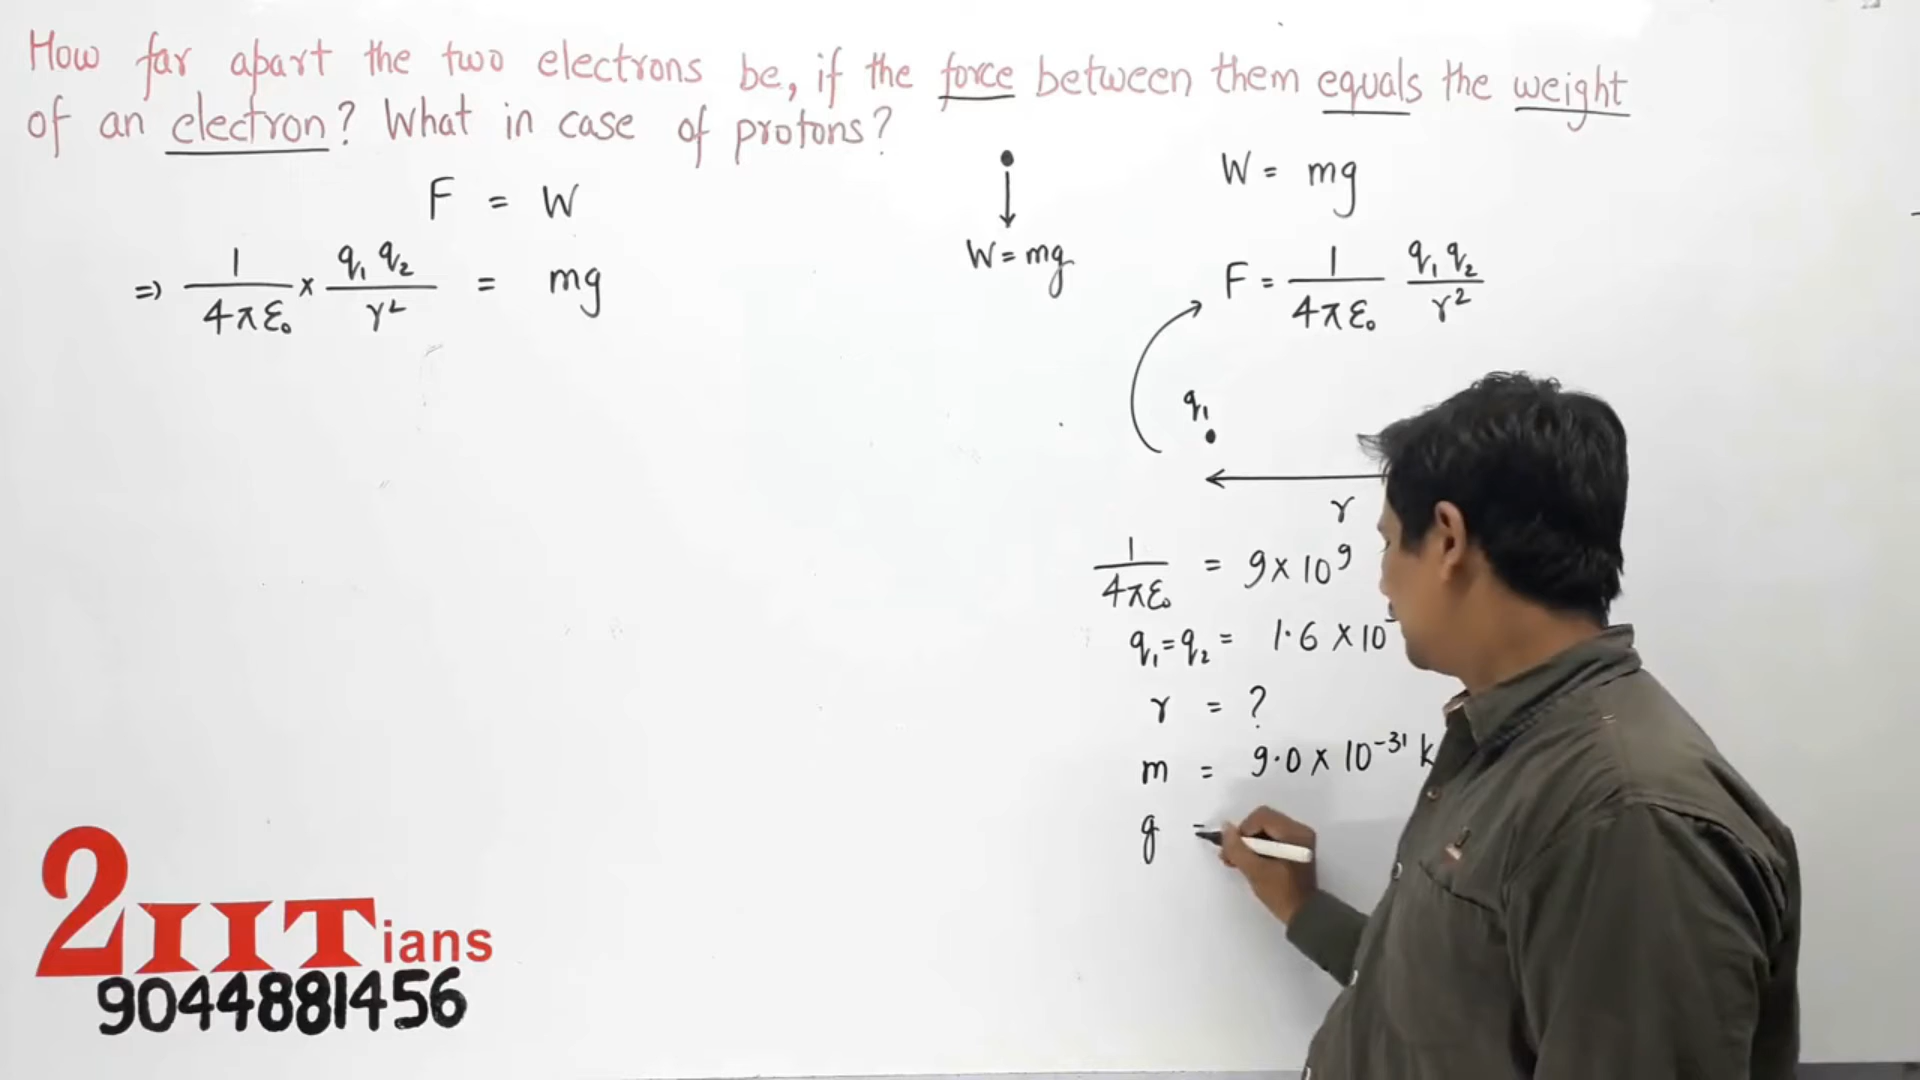 How far apart the two electrons be, if the force between them equals the weight
of an electron? What in case of protons?
F = W
⇒ 1/4πε₀ × q₁q₂/r² = mg
W = mg
W = mg
F = 1/4πε₀ q₁q₂/r²
q₁
r
1/4πε₀ = 9×10⁹
q₁=q₂ = 1.6 × 10⁻
r = ?
m = 9.0 × 10⁻³¹ k
g =
2IITians
9044881456